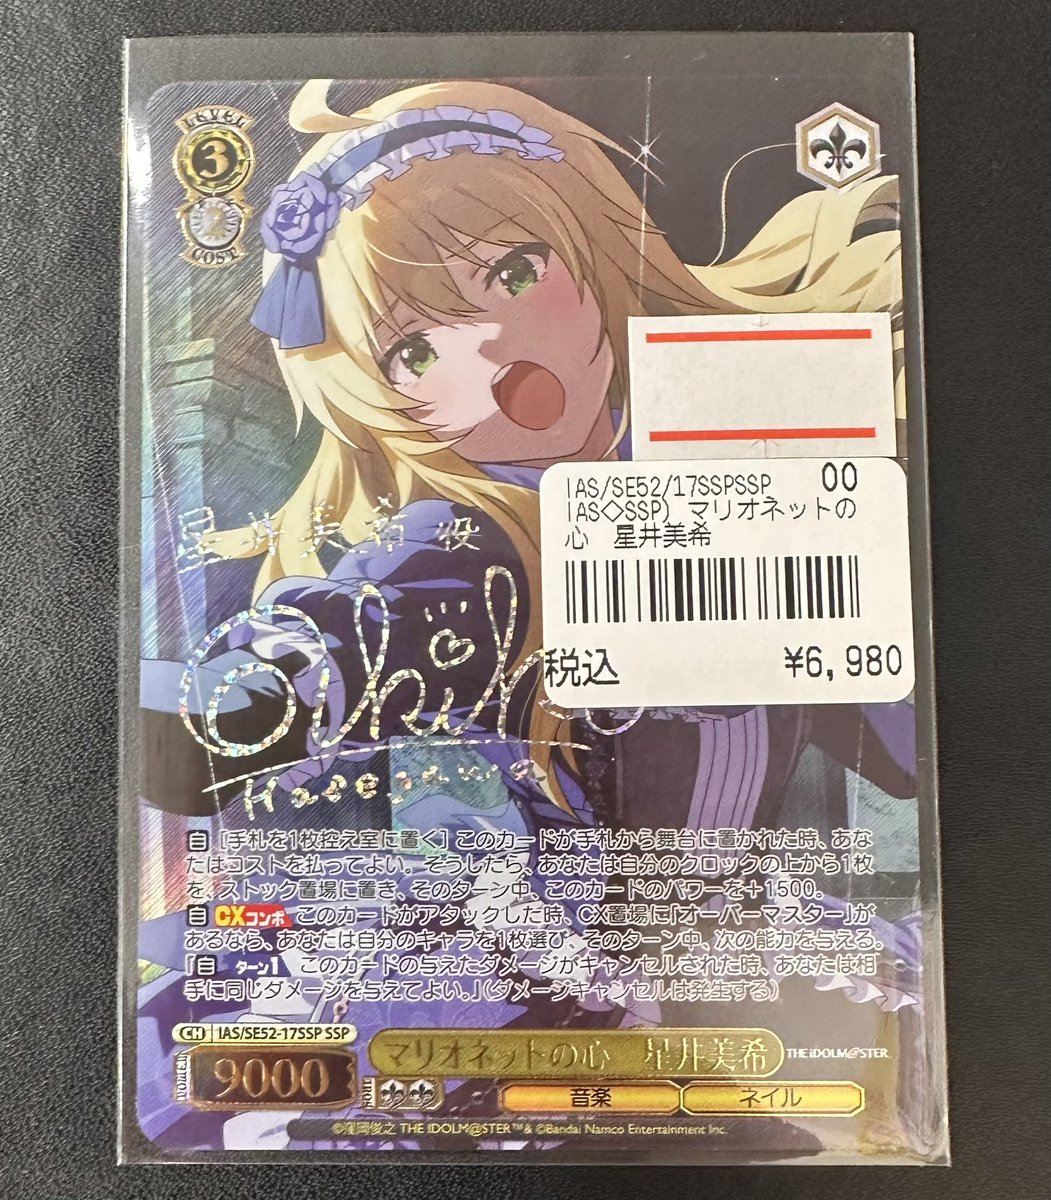 LEVEL
3
2
COST
IAS/SE52/17SSPSSP 00
IAS◇SSP) マリオネットの
心 星井美希
税込 ¥6,980
星井美希役
Hasegawa
自 [手札を1枚控え室に置く] このカードが手札から舞台に置かれた時、あな
たはコストを払ってよい。そうしたら、あなたは自分のクロックの上から1枚
を、ストック置場に置き、そのターン中、このカードのパワーを+1500。
自 CXコンボ このカードがアタックした時、CX置場に「オーバーマスター」が
あるなら、あなたは自分のキャラを1枚選び、そのターン中、次の能力を与える。
「自 ターン1 このカードの与えたダメージがキャンセルされた時、あなたは相
手に同じダメージを与えてよい。」(ダメージキャンセルは発生する)
CH IAS/SE52-17SSP SSP
マリオネットの心 星井美希
THE IDOLM@STER
POWER
9000
SOUL
音楽 ネイル
©窪岡俊之 THE IDOLM@STER™& ©Bandai Namco Entertainment Inc.